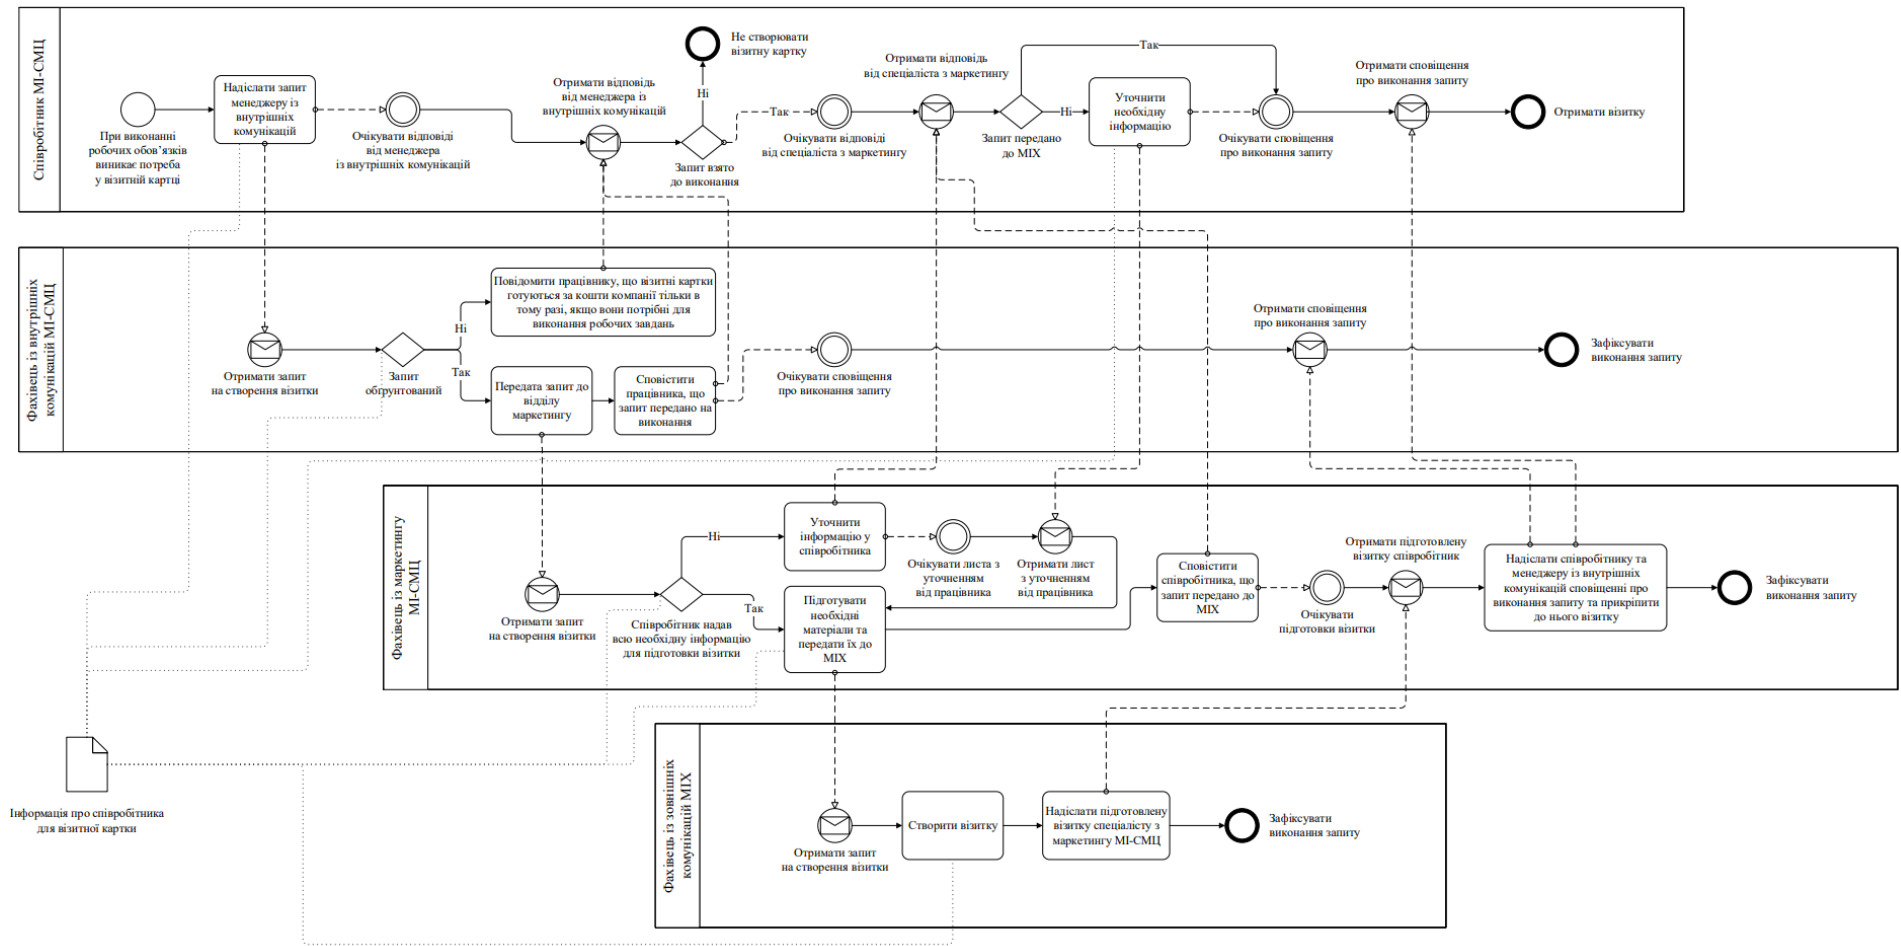 Співробітник МІ-СМЦ
При виконанні
робочих обов’язків
виникає потреба
у візитній картці
Надіслати запит
менеджеру із
внутрішніх
комунікацій
Очікувати відповіді
від менеджера
із внутрішніх комунікацій
Отримати відповідь
від менеджера із
внутрішніх комунікацій
Не створювати
візитну картку
Ні
Запит взято
до виконання
Так
Очікувати відповіді
від спеціаліста з маркетингу
Отримати відповідь
від спеціаліста з маркетингу
Запит передано
до МІХ
Так
Ні
Уточнити
необхідну
інформацію
Очікувати сповіщення
про виконання запиту
Отримати сповіщення
про виконання запиту
Отримати візитку
Фахівець із внутрішніх
комунікацій МІ-СМЦ
Отримати запит
на створення візитки
Запит
обґрунтований
Ні
Так
Повідомити працівнику, що візитні картки
готуються за кошти компанії тільки в
тому разі, якщо вони потрібні для
виконання робочих завдань
Передата запит до
відділу
маркетингу
Сповістити
працівника, що
запит передано на
виконання
Очікувати сповіщення
про виконання запиту
Отримати сповіщення
про виконання запиту
Зафіксувати
виконання запиту
Фахівець із маркетингу
МІ-СМЦ
Отримати запит
на створення візитки
Співробітник надав
всю необхідну інформацію
для підготовки візитки
Ні
Так
Уточнити
інформацію у
співробітника
Очікувати листа з
уточненням
від працівника
Отримати лист
з уточненням
від працівника
Підготувати
необхідні
матеріали та
передати їх до
МІХ
Сповістити
співробітника, що
запит передано до
МІХ
Очікувати
підготовки візитки
Отримати підготовлену
візитку співробітник
Надіслати співробітнику та
менеджеру із внутрішніх
комунікацій сповіщенні про
виконання запиту та прикріпити
до нього візитку
Зафіксувати
виконання запиту
Інформація про співробітника
для візитної картки
Фахівець із зовнішніх
комунікацій МІХ
Отримати запит
на створення візитки
Створити візитку
Надіслати підготовлену
візитку спеціалісту з
маркетингу МІ-СМЦ
Зафіксувати
виконання запиту